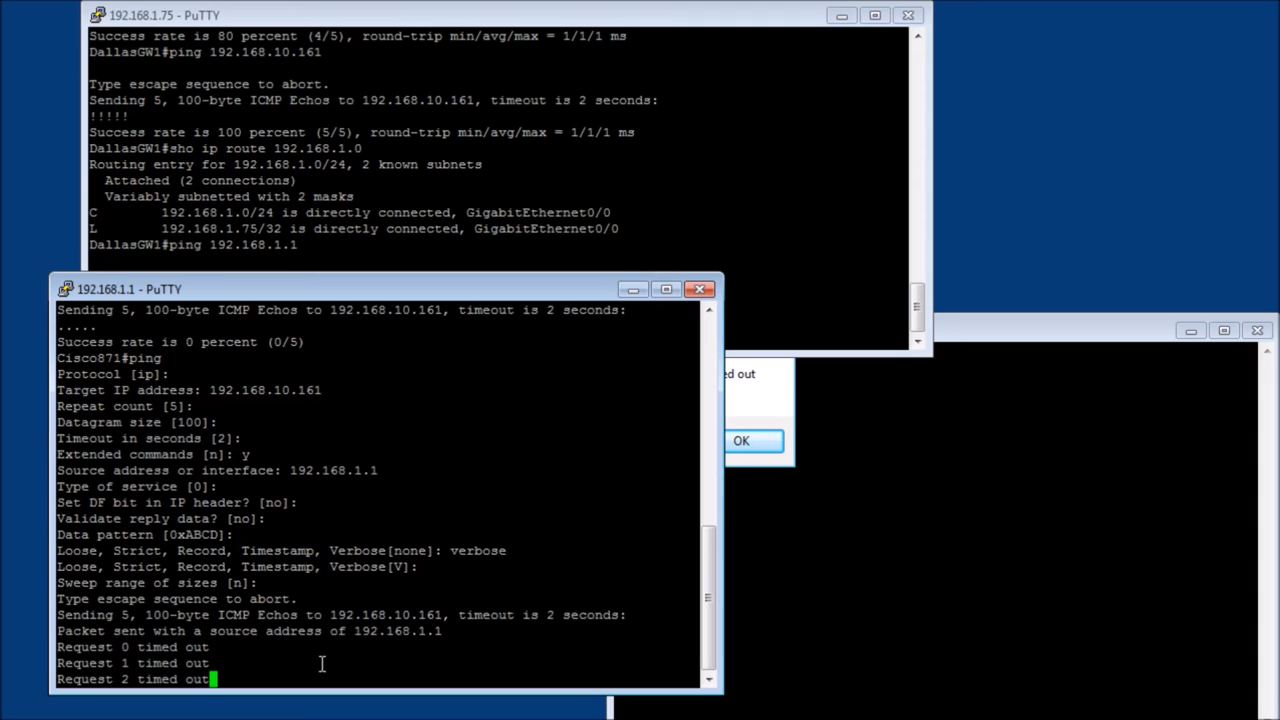 192.168.1.75 - PuTTY
Success rate is 80 percent (4/5), round-trip min/avg/max = 1/1/1 ms
DallasGW1#ping 192.168.10.161
Type escape sequence to abort.
Sending 5, 100-byte ICMP Echos to 192.168.10.161, timeout is 2 seconds:
!!!!!
Success rate is 100 percent (5/5), round-trip min/avg/max = 1/1/1 ms
DallasGW1#sho ip route 192.168.1.0
Routing entry for 192.168.1.0/24, 2 known subnets
Attached (2 connections)
Variably subnetted with 2 masks
C 192.168.1.0/24 is directly connected, GigabitEthernet0/0
L 192.168.1.75/32 is directly connected, GigabitEthernet0/0
DallasGW1#ping 192.168.1.1
192.168.1.1 - PuTTY
Sending 5, 100-byte ICMP Echos to 192.168.10.161, timeout is 2 seconds:
.....
Success rate is 0 percent (0/5)
Cisco871#ping
Protocol [ip]:
Target IP address: 192.168.10.161
Repeat count [5]:
Datagram size [100]:
Timeout in seconds [2]:
Extended commands [n]: y
Source address or interface: 192.168.1.1
Type of service [0]:
Set DF bit in IP header? [no]:
Validate reply data? [no]:
Data pattern [0xABCD]:
Loose, Strict, Record, Timestamp, Verbose[none]: verbose
Loose, Strict, Record, Timestamp, Verbose[V]:
Sweep range of sizes [n]:
Type escape sequence to abort.
Sending 5, 100-byte ICMP Echos to 192.168.10.161, timeout is 2 seconds:
Packet sent with a source address of 192.168.1.1
Request 0 timed out
Request 1 timed out
Request 2 timed out
ed out
OK